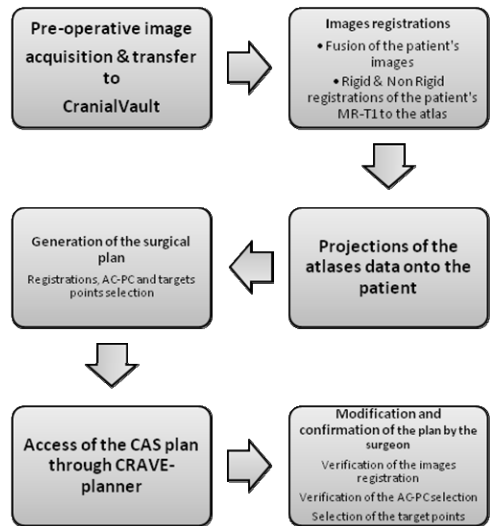 Pre-operative image
acquisition & transfer
to
CranialVault
Images registrations
• Fusion of the patient's
images
• Rigid & Non Rigid
registrations of the patient's
MR-T1 to the atlas
Projections of the
atlases data onto the
patient
Generation of the surgical
plan
Registrations, AC-PC and targets
points selection
Access of the CAS plan
through CRAVE-
planner
Modification and
confirmation of the plan by the
surgeon
Verification of the images
registration
Verification of the AC-PC selection
Selection of the target points